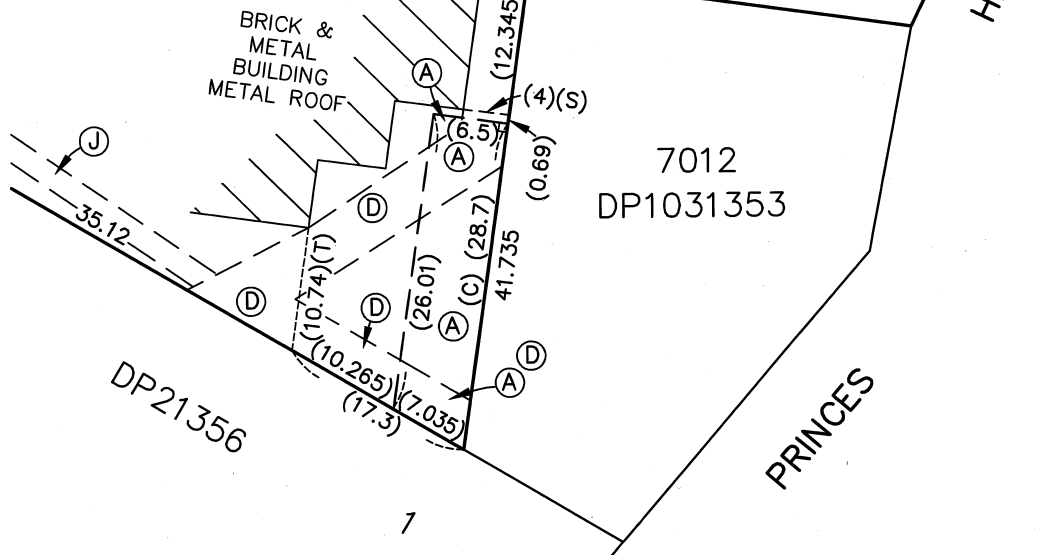 BRICK &
METAL
BUILDING
METAL ROOF
(12.345
H
A
(4)(S)
(6.5)
A
(0.69)
J
7012
DP1031353
35.12
D
(10.74)(T)
(26.01)
(C) (28.7)
41.735
D
D
A
D
A
(10.265)
(7.035)
(17.3)
DP21356
PRINCES
1